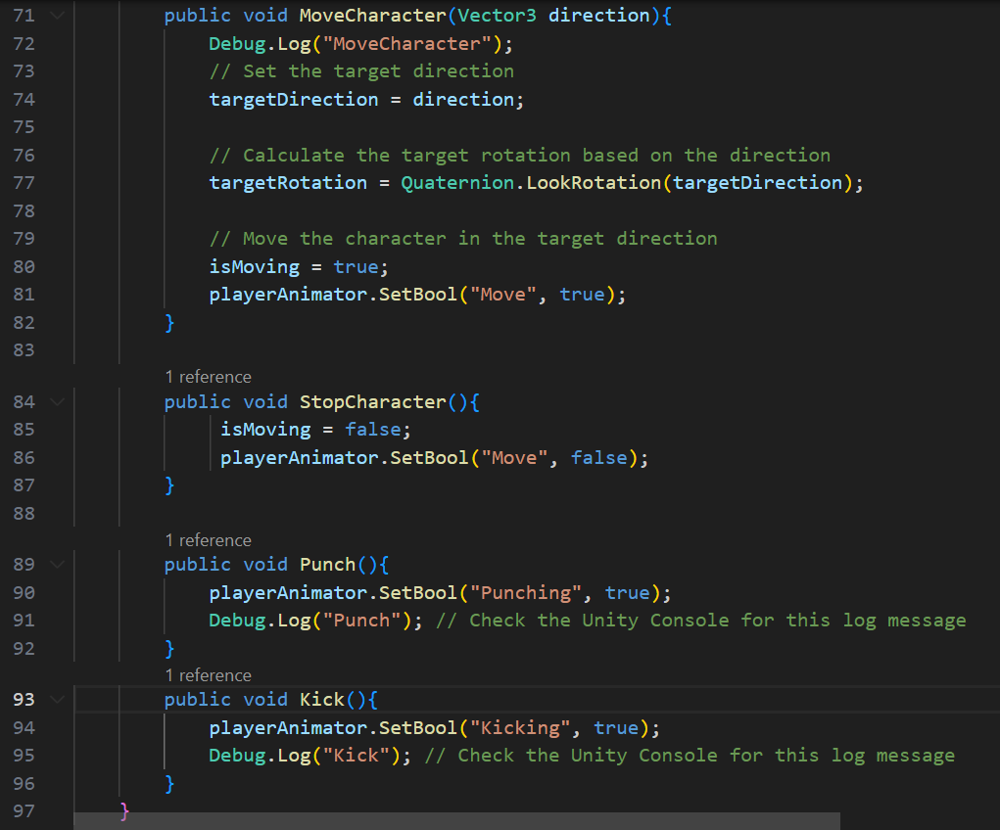 71 public void MoveCharacter(Vector3 direction){
72 Debug.Log("MoveCharacter");
73 // Set the target direction
74 targetDirection = direction;
75
76 // Calculate the target rotation based on the direction
77 targetRotation = Quaternion.LookRotation(targetDirection);
78
79 // Move the character in the target direction
80 isMoving = true;
81 playerAnimator.SetBool("Move", true);
82 }
83
1 reference
84 public void StopCharacter(){
85 isMoving = false;
86 playerAnimator.SetBool("Move", false);
87 }
88
1 reference
89 public void Punch(){
90 playerAnimator.SetBool("Punching", true);
91 Debug.Log("Punch"); // Check the Unity Console for this log message
92 }
1 reference
93 public void Kick(){
94 playerAnimator.SetBool("Kicking", true);
95 Debug.Log("Kick"); // Check the Unity Console for this log message
96 }
97 }